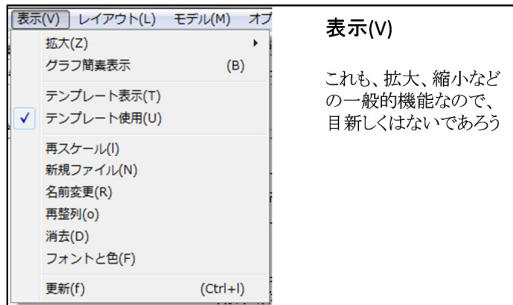 表示(V) レイアウト(L) モデル(M) オプ
拡大(Z)
グラフ簡素表示 (B)
テンプレート表示(T)
テンプレート使用(U)
再スケール(I)
新規ファイル(N)
名前変更(R)
再整列(o)
消去(D)
フォントと色(F)
更新(f) (Ctrl+I)
表示(V)
これも、拡大、縮小など
の一般的機能なので、
目新しくはないであろう